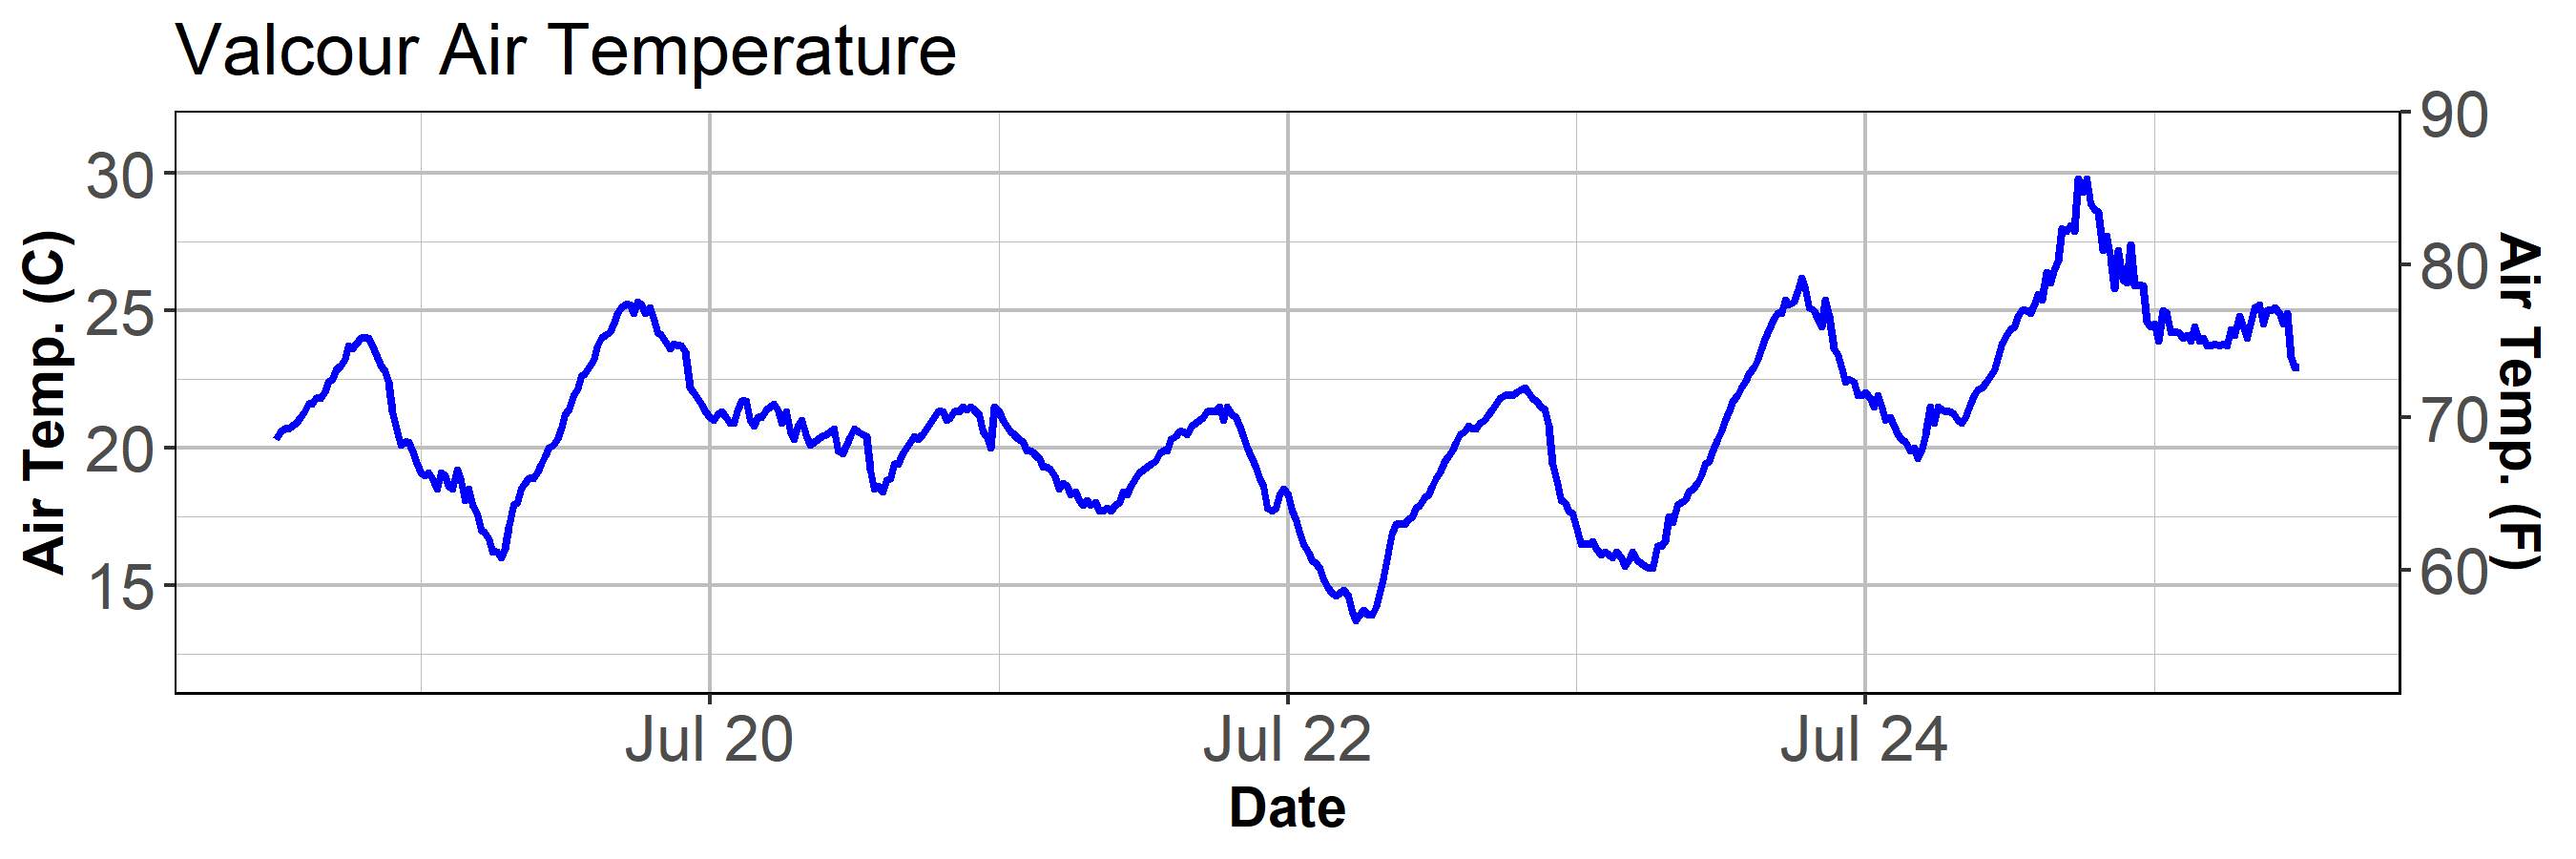 Valcour Air Temperature
Air Temp. (C)
30
25
20
15
90
80
70
60
Air Temp. (F)
Jul 20
Jul 22
Jul 24
Date